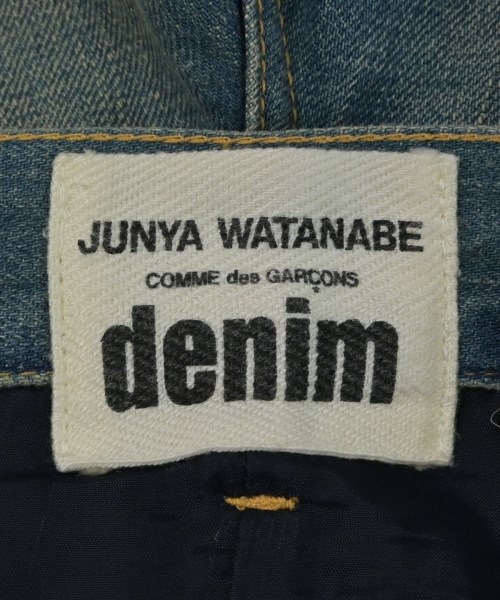 JUNYA WATANABE
COMME des GARÇONS
denim